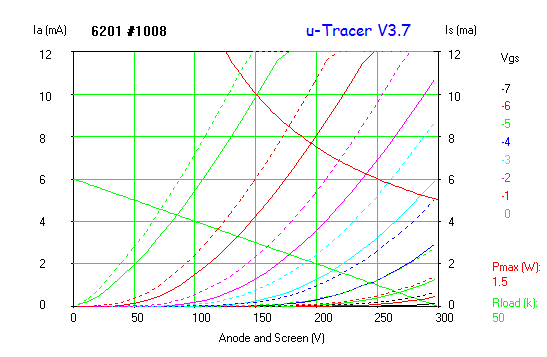 Ia (mA) 6201 #1008 u-Tracer V3.7 Is (ma)
12 12
10 10
8 8
6 6
4 4
2 2
0 0
0 50 100 150 200 250 300
Anode and Screen (V)
Vgs
-7
-6
-5
-4
-3
-2
-1
0
Pmax (W):
1.5
Rload (k):
50